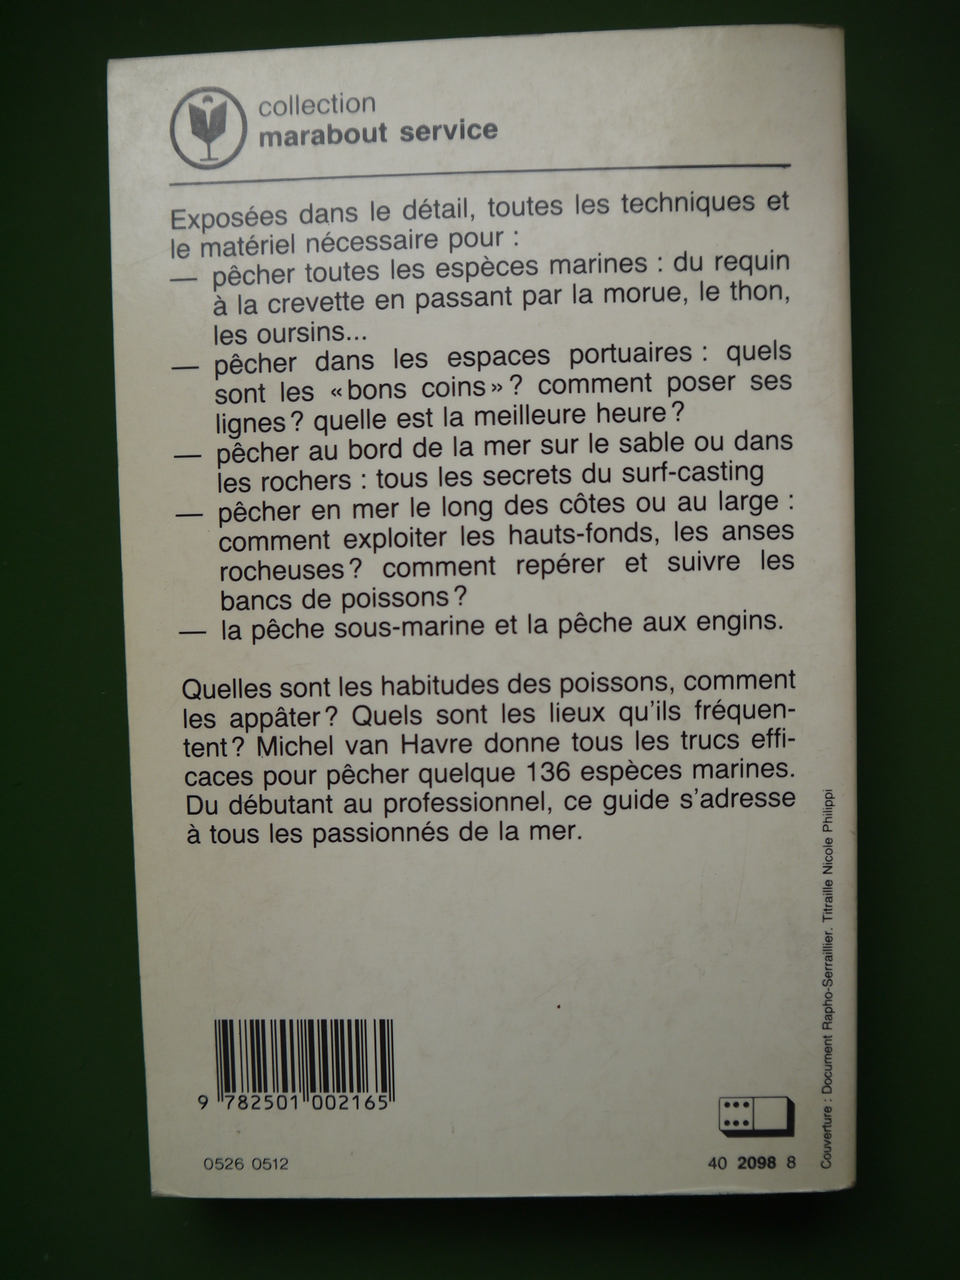 collection
marabout service
Exposées dans le détail, toutes les techniques et
le matériel nécessaire pour :
— pêcher toutes les espèces marines : du requin
à la crevette en passant par la morue, le thon,
les oursins...
— pêcher dans les espaces portuaires : quels
sont les «bons coins»? comment poser ses
lignes? quelle est la meilleure heure?
— pêcher au bord de la mer sur le sable ou dans
les rochers : tous les secrets du surf-casting
— pêcher en mer le long des côtes ou au large :
comment exploiter les hauts-fonds, les anses
rocheuses? comment repérer et suivre les
bancs de poissons?
— la pêche sous-marine et la pêche aux engins.
Quelles sont les habitudes des poissons, comment
les appâter? Quels sont les lieux qu'ils fréquen-
tent? Michel van Havre donne tous les trucs effi-
caces pour pêcher quelque 136 espèces marines.
Du débutant au professionnel, ce guide s'adresse
à tous les passionnés de la mer.
Couverture : Document Rapho-Serraillier. Titraille Nicole Philippi
9 782501 002165
0526 0512
40 2098 8